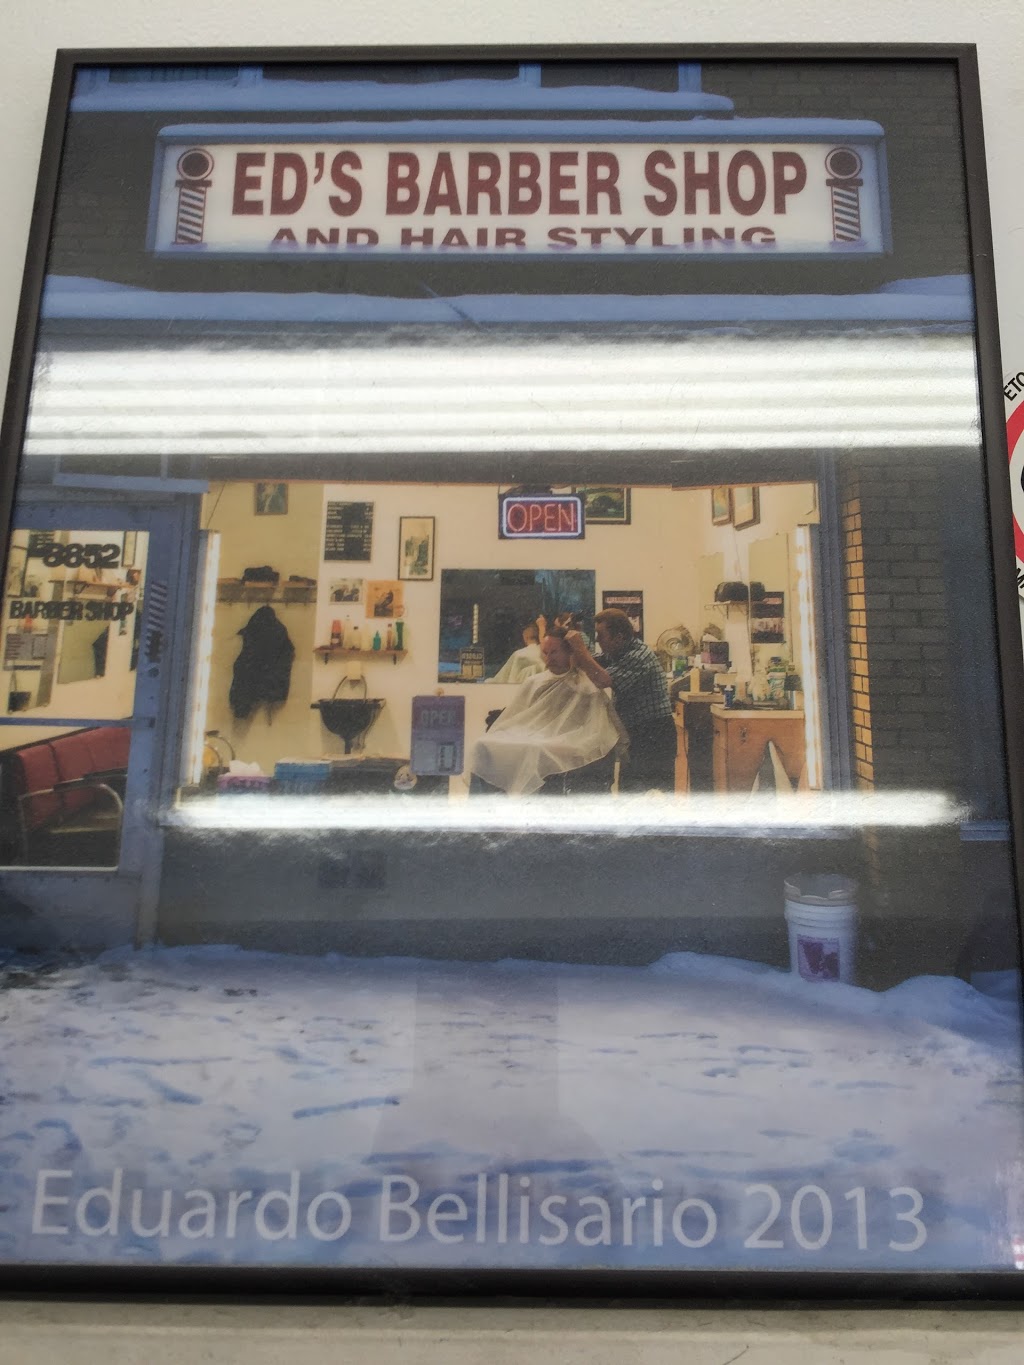 ED'S BARBER SHOP
AND HAIR STYLING
OPEN
8852
BARBER SHOP
OPEN
Eduardo Bellisario 2013